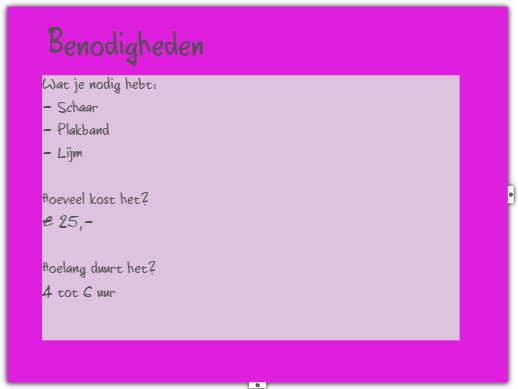 Benodigheden
Wat je nodig hebt:
- Schaar
- Plakband
- Lijm
Hoeveel kost het?
€ 25,-
Hoelang duurt het?
4 tot 6 uur